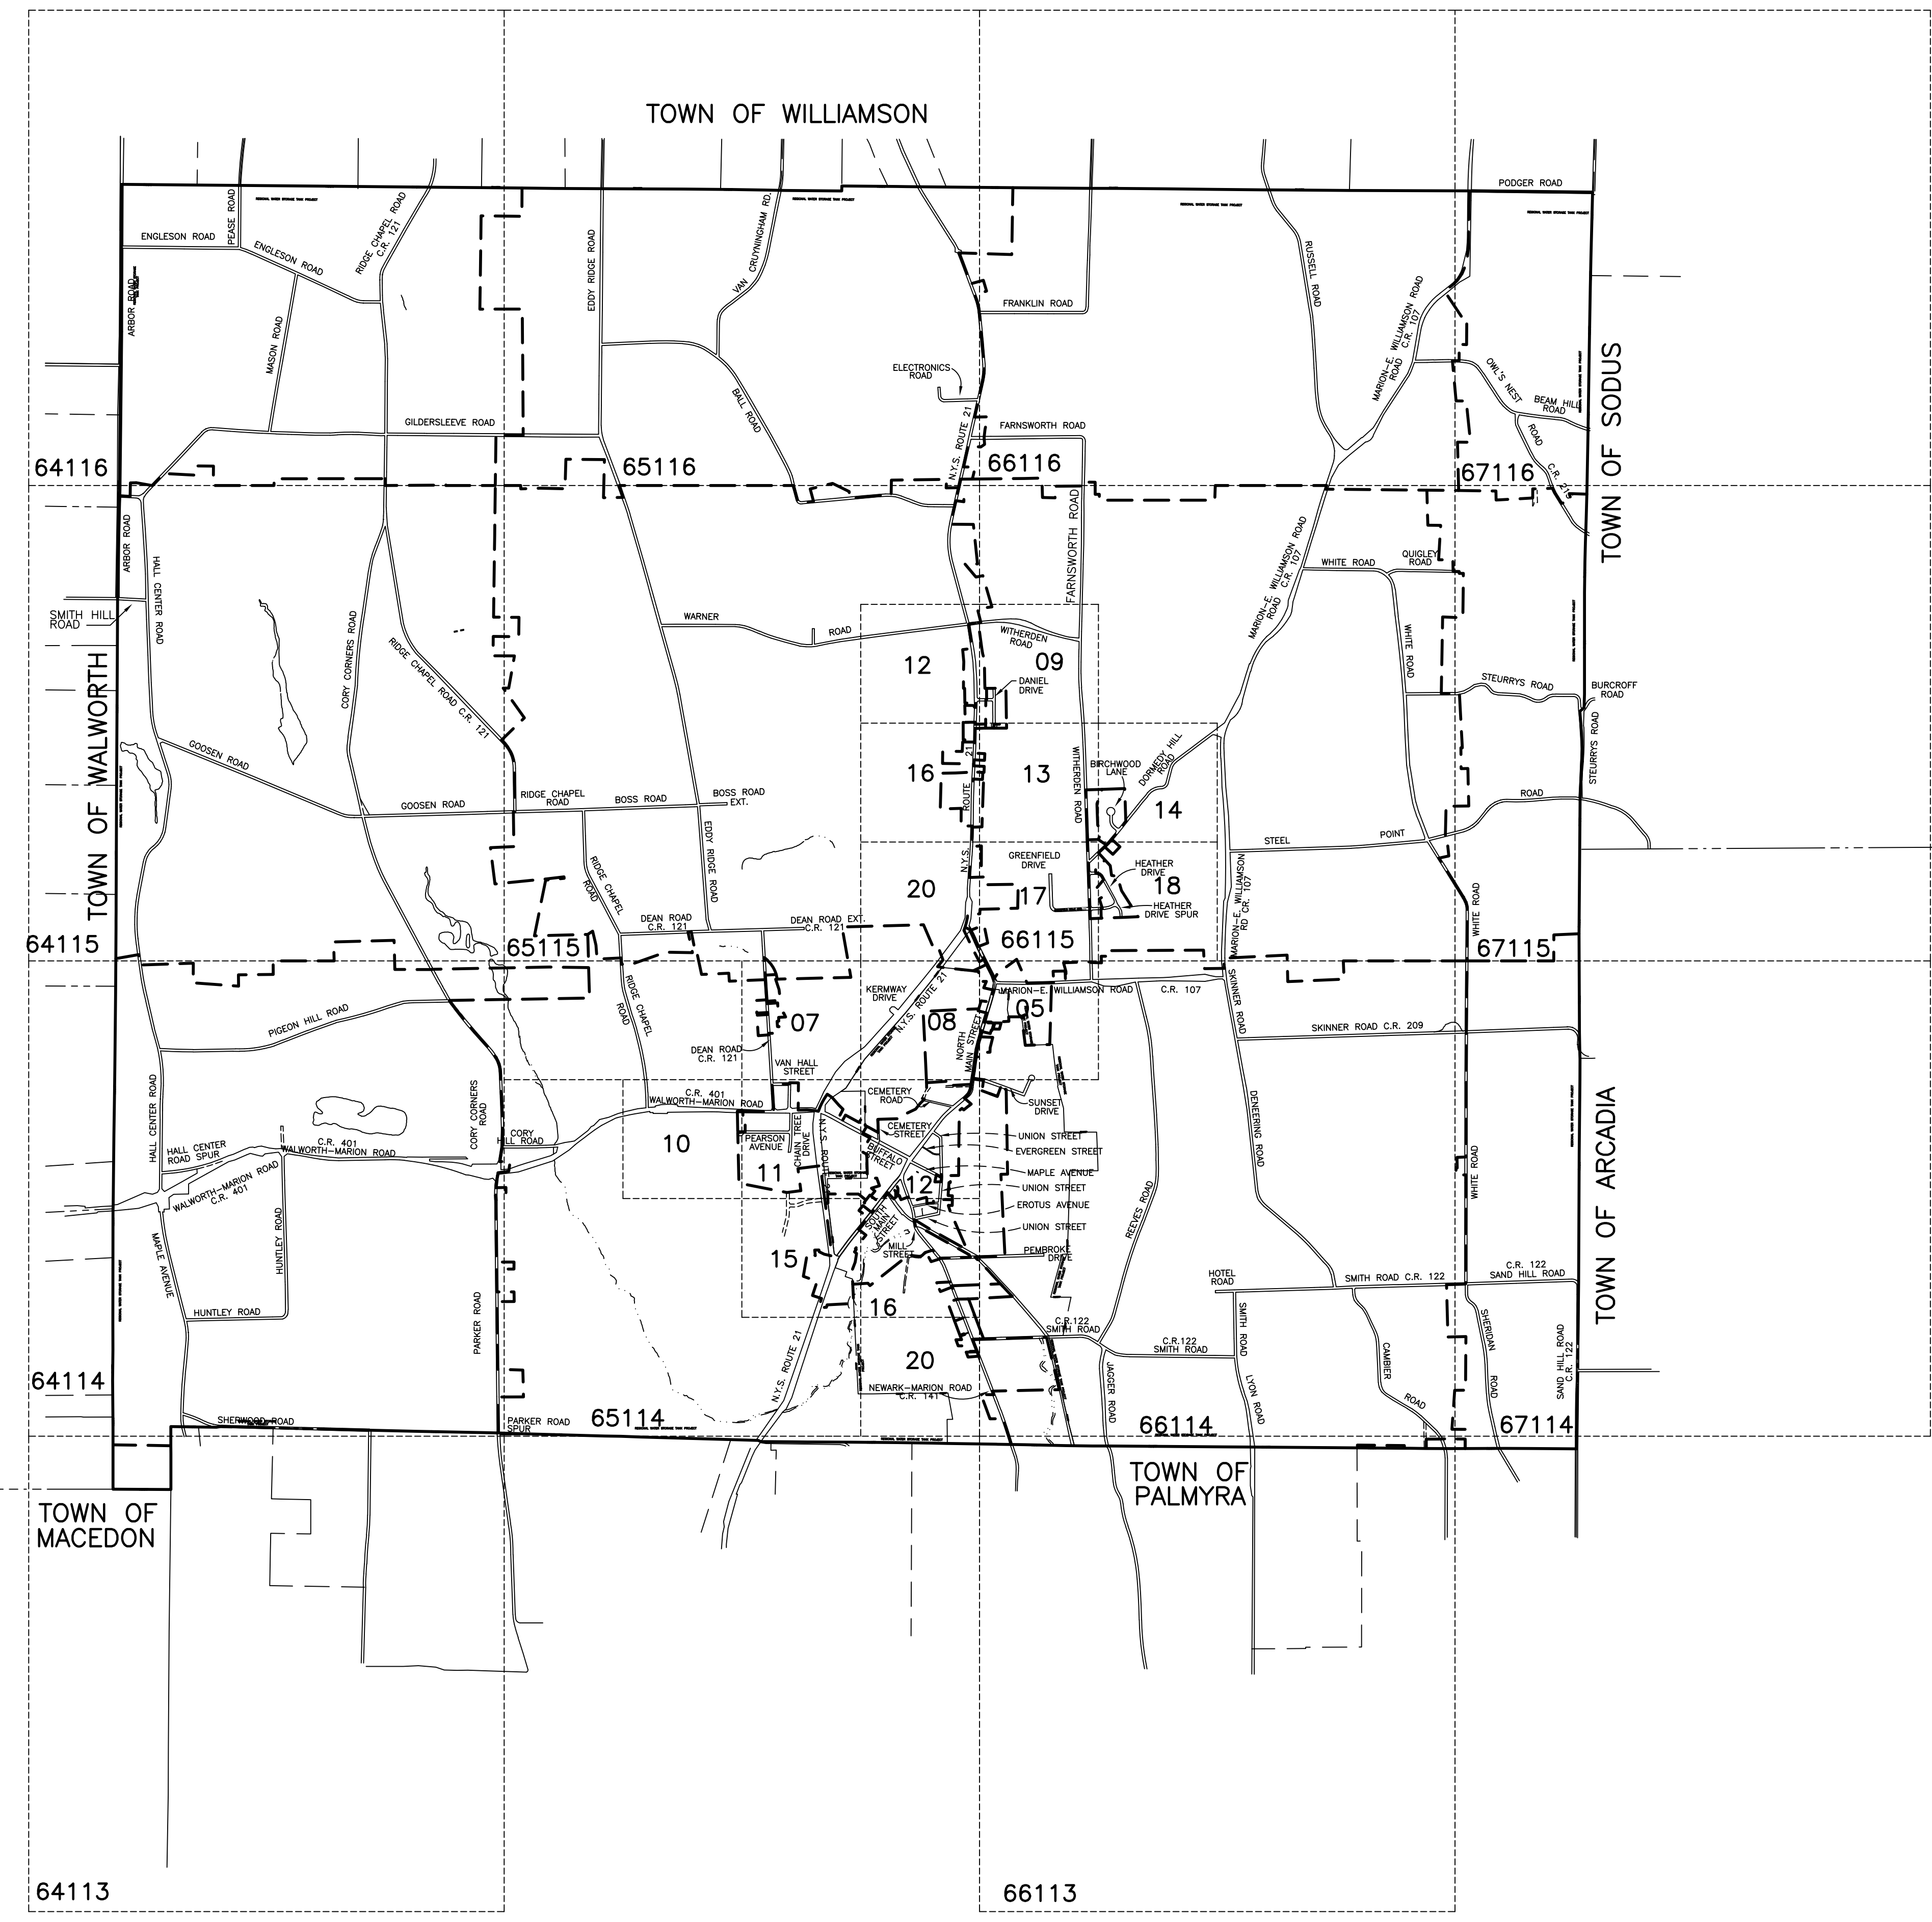 TOWN OF WILLIAMSON
PODGER ROAD
ENGLESON ROAD
PEASE ROAD
ENGLESON ROAD
RIDGE CHAPEL ROAD
C.R. 121
EDDY RIDGE ROAD
VAN CRUYNINGHAM RD.
RUSSELL ROAD
ARBOR ROAD
MASON ROAD
FRANKLIN ROAD
MARION-E. WILLIAMSON ROAD
ROAD C.R. 107
ELECTRONICS
ROAD
BALL ROAD
OWL'S NEST
ROAD
C.R. 219
BEAM HILL
ROAD
TOWN OF SODUS
GILDERSLEEVE ROAD
N.Y.S. ROUTE 21
FARNSWORTH ROAD
64116
65116
66116
67116
ARBOR ROAD
HALL CENTER ROAD
FARNSWORTH ROAD
MARION-E. WILLIAMSON ROAD
ROAD C.R. 107
WHITE ROAD
QUIGLEY
ROAD
SMITH HILL
ROAD
CORY CORNERS ROAD
RIDGE CHAPEL ROAD C.R. 121
WARNER
ROAD
WITHERDEN
ROAD
WHITE ROAD
12
09
DANIEL
DRIVE
STEURRYS ROAD
BURCROFF
ROAD
STEURRYS ROAD
TOWN OF WALWORTH
GOOSEN ROAD
16
13
WITHERDEN ROAD
BIRCHWOOD
LANE
DORMEDY HILL
ROAD
14
GOOSEN ROAD
RIDGE CHAPEL
ROAD
BOSS ROAD
BOSS ROAD
EXT.
N.Y.S. ROUTE 21
ROAD
STEEL
POINT
RIDGE CHAPEL
ROAD
EDDY RIDGE ROAD
GREENFIELD
DRIVE
HEATHER
DRIVE
20
17
18
HEATHER
DRIVE SPUR
MARION-E. WILLIAMSON
RD CR. 107
WHITE ROAD
DEAN ROAD
C.R. 121
DEAN ROAD EXT.
C.R. 121
64115
65115
66115
67115
RIDGE CHAPEL
ROAD
KERMWAY
DRIVE
N.Y.S. ROUTE 21
MARION-E. WILLIAMSON ROAD
C.R. 107
SKINNER ROAD
07
08
05
NORTH
MAIN STREET
PIGEON HILL ROAD
DEAN ROAD
C.R. 121
SKINNER ROAD C.R. 209
VAN HALL
STREET
HALL CENTER ROAD
CORY CORNERS
ROAD
C.R. 401
WALWORTH-MARION ROAD
CEMETERY
ROAD
SUNSET
DRIVE
DENEERING ROAD
TOWN OF ARCADIA
CORY
HILL ROAD
10
PEARSON
AVENUE
CHAIN TREE
DRIVE
N.Y.S. ROUTE 21
CEMETERY
STREET
BUFFALO
STREET
UNION STREET
EVERGREEN STREET
HALL CENTER
ROAD SPUR
C.R. 401
WALWORTH-MARION ROAD
WALWORTH-MARION ROAD
C.R. 401
11
12
MAPLE AVENUE
UNION STREET
EROTUS AVENUE
WHITE ROAD
REEVES ROAD
SOUTH
MAIN
STREET
UNION STREET
MILL
STREET
PEMBROKE
DRIVE
15
MAPLE AVENUE
HUNTLEY ROAD
HUNTLEY ROAD
PARKER ROAD
16
HOTEL
ROAD
SMITH ROAD C.R. 122
C.R. 122
SAND HILL ROAD
C.R.122
SMITH ROAD
C.R.122
SMITH ROAD
SMITH ROAD
CAMBIER
ROAD
SHERIDAN
ROAD
SAND HILL ROAD
C.R. 122
N.Y.S. ROUTE 21
20
NEWARK-MARION ROAD
C.R. 141
JAGGER ROAD
LYON ROAD
64114
65114
66114
67114
SHERWOOD ROAD
PARKER ROAD
SPUR
TOWN OF
MACEDON
TOWN OF
PALMYRA
64113
66113